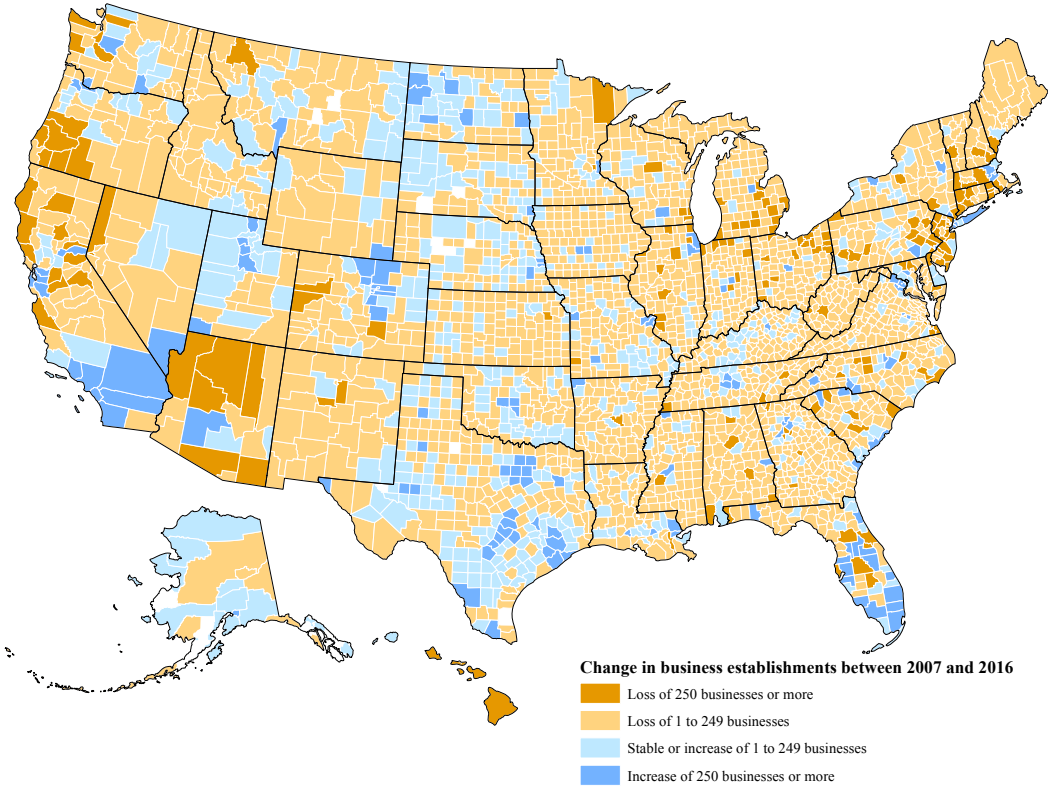 Change in business establishments between 2007 and 2016
Loss of 250 businesses or more
Loss of 1 to 249 businesses
Stable or increase of 1 to 249 businesses
Increase of 250 businesses or more